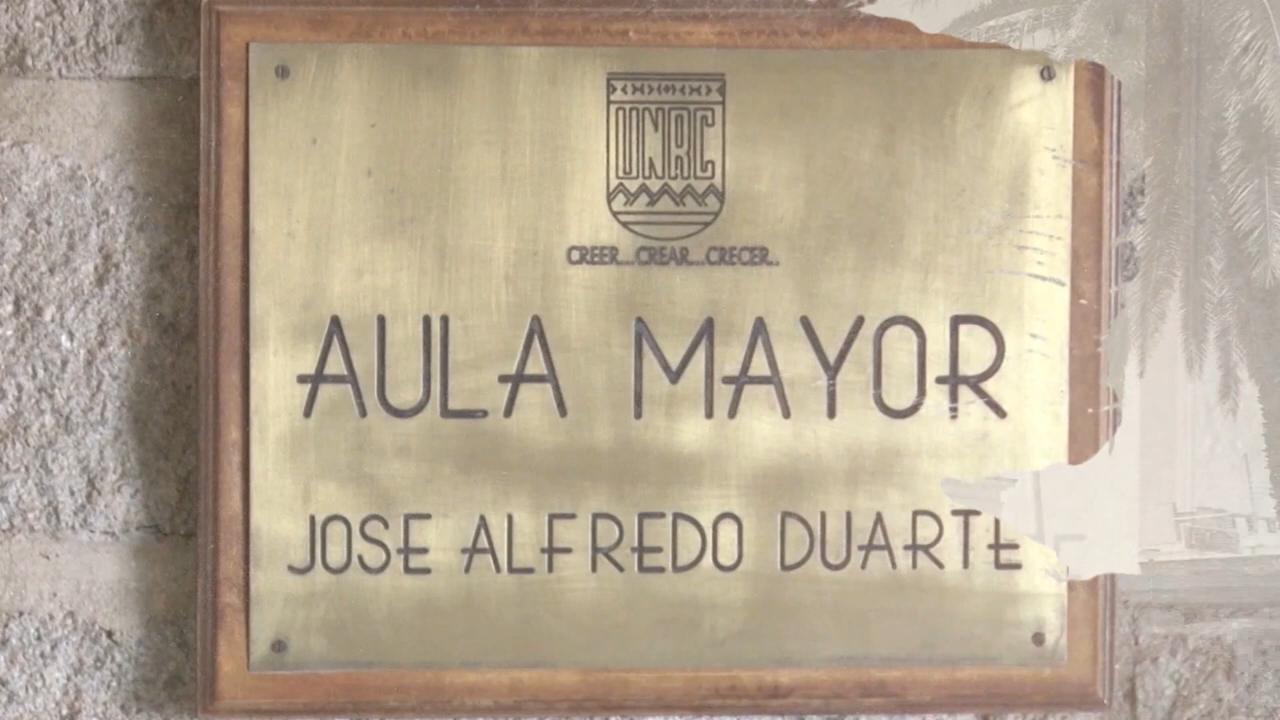 UNRC
CREER...CREAR...CRECER..
AULA MAYOR
JOSE ALFREDO DUARTE